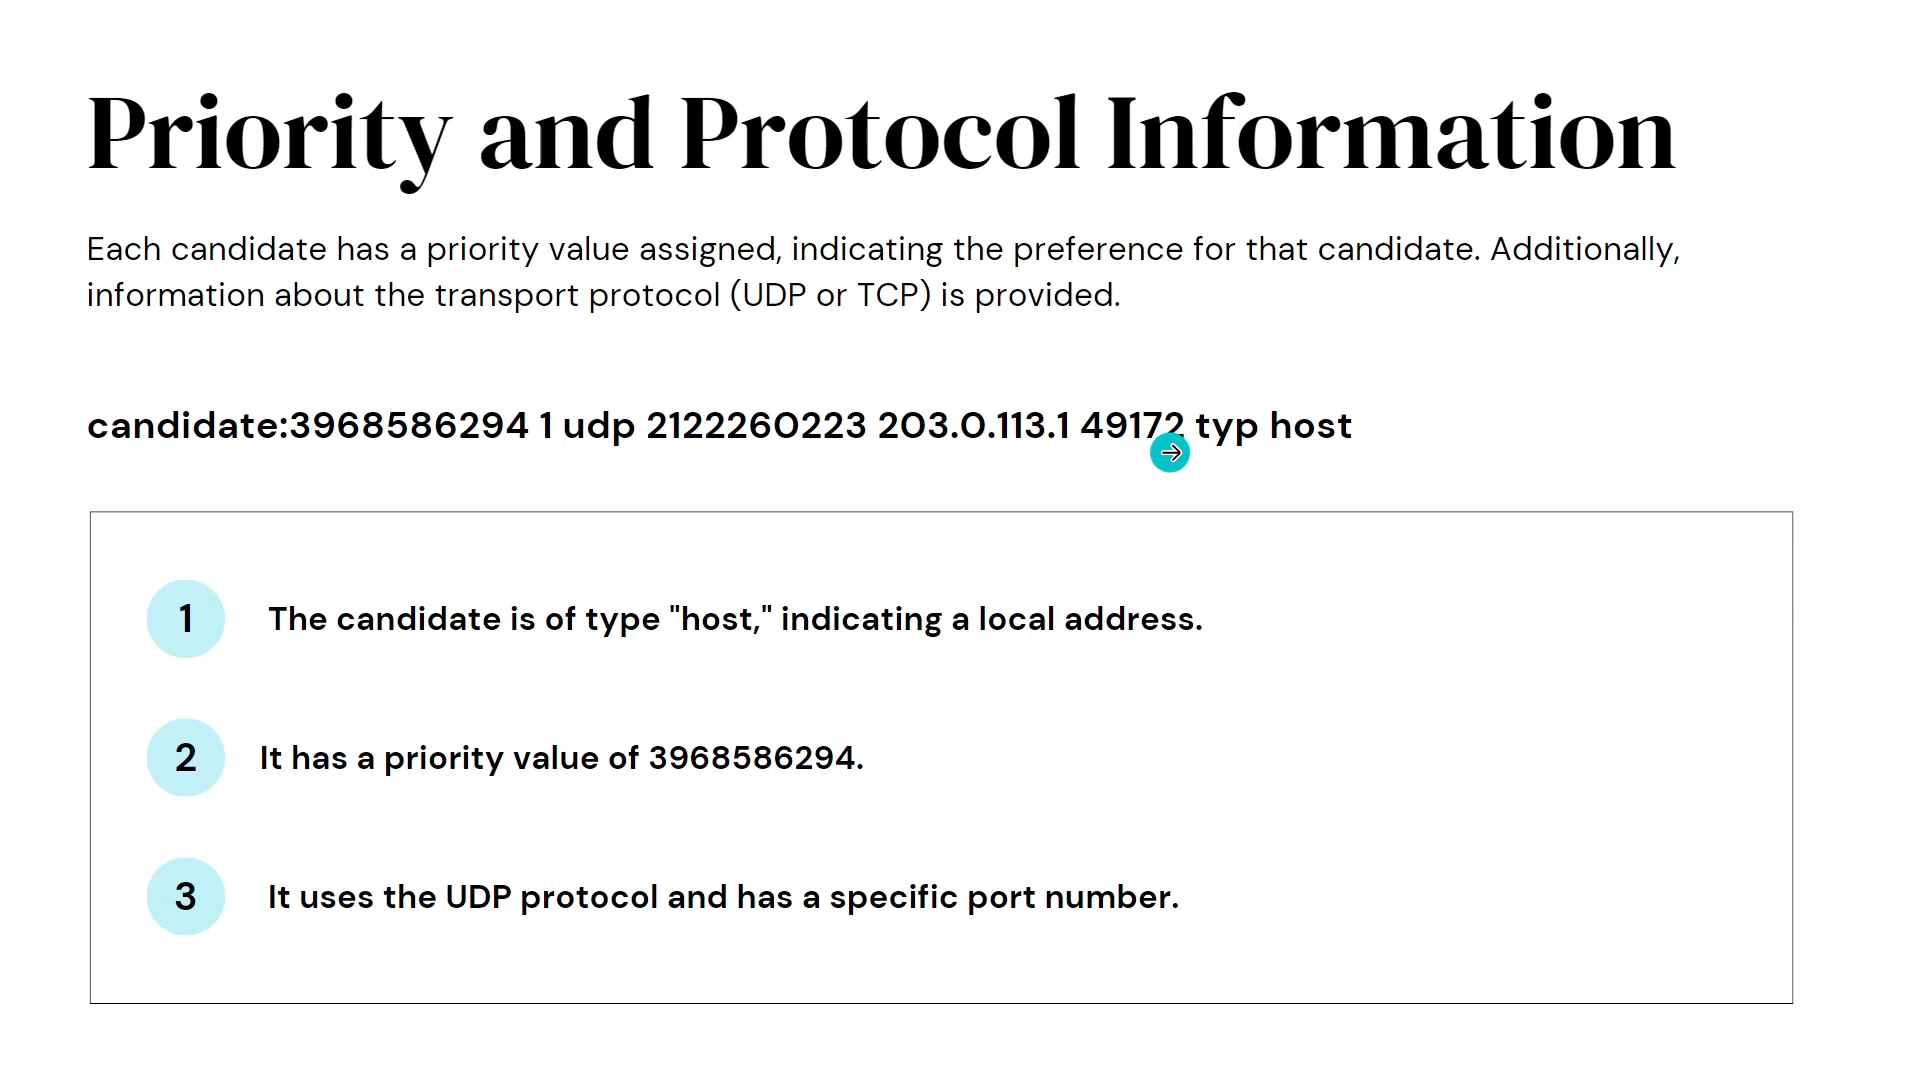 Priority and Protocol Information
Each candidate has a priority value assigned, indicating the preference for that candidate. Additionally,
information about the transport protocol (UDP or TCP) is provided.
candidate:3968586294 1 udp 2122260223 203.0.113.1 49172 typ host
1 The candidate is of type "host," indicating a local address.
2 It has a priority value of 3968586294.
3 It uses the UDP protocol and has a specific port number.